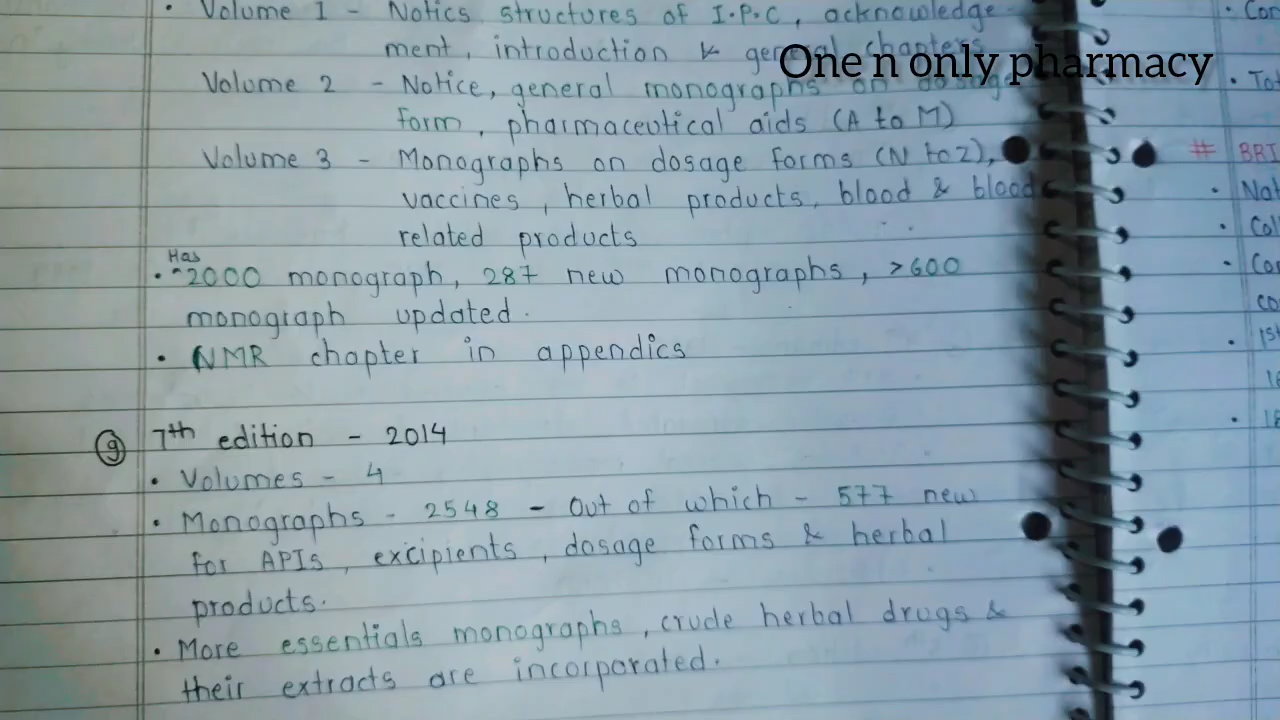 • Volume 1 - Notics structures of I.P.C, acknowledge-
ment, introduction & general chapters
One n only pharmacy
Volume 2 - Notice, general monographs on dosage
form, pharmaceutical aids (A to M)
Volume 3 - Monographs on dosage forms (N to Z),
vaccines, herbal products, blood & blood
related products
Has
• ^2000 monograph, 287 new monographs, >600
monograph updated.
• NMR chapter in appendics
9 7th edition - 2014
• Volumes - 4
• Monographs - 2548 - Out of which - 577 new
for APIs, excipients, dosage forms & herbal
products.
• More essentials monographs, crude herbal drugs &
their extracts are incorporated.
# BRI